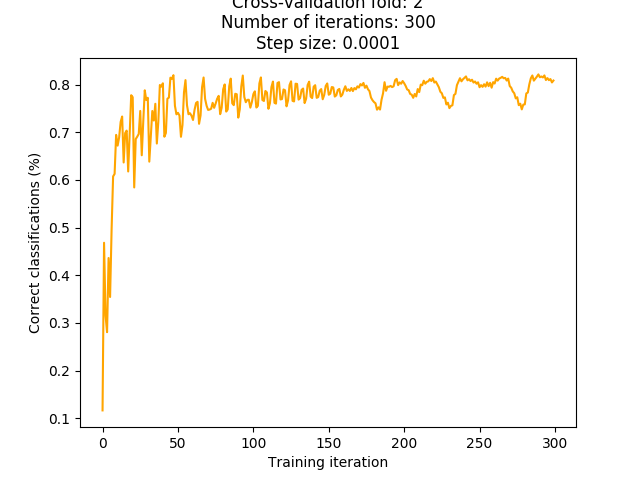 Cross-validation fold: 2
Number of iterations: 300
Step size: 0.0001
0.8
0.7
0.6
0.5
0.4
0.3
0.2
0.1
Correct classifications (%)
0 50 100 150 200 250 300
Training iteration